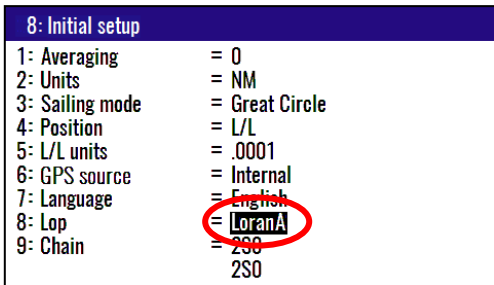 8: Initial setup
1: Averaging = 0
2: Units = NM
3: Sailing mode = Great Circle
4: Position = L/L
5: L/L units = .0001
6: GPS source = Internal
7: Language = English
8: Lop = LoranA
9: Chain = 2S0
2S0